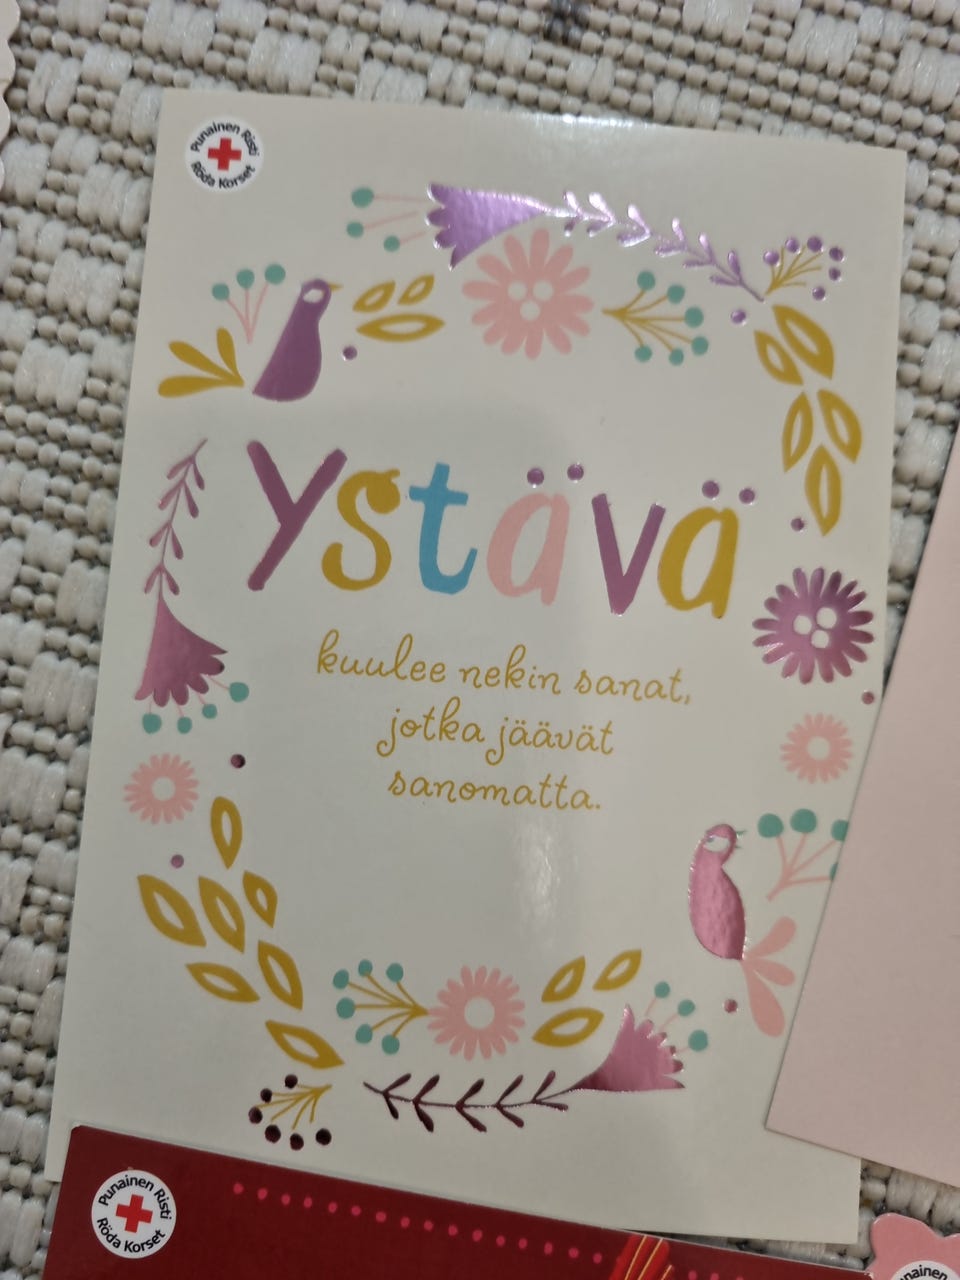 Punainen Risti
Röda Korset
ystävä
kuulee nekin sanat,
jotka jäävät
sanomatta.
Punainen Risti
Röda Korset